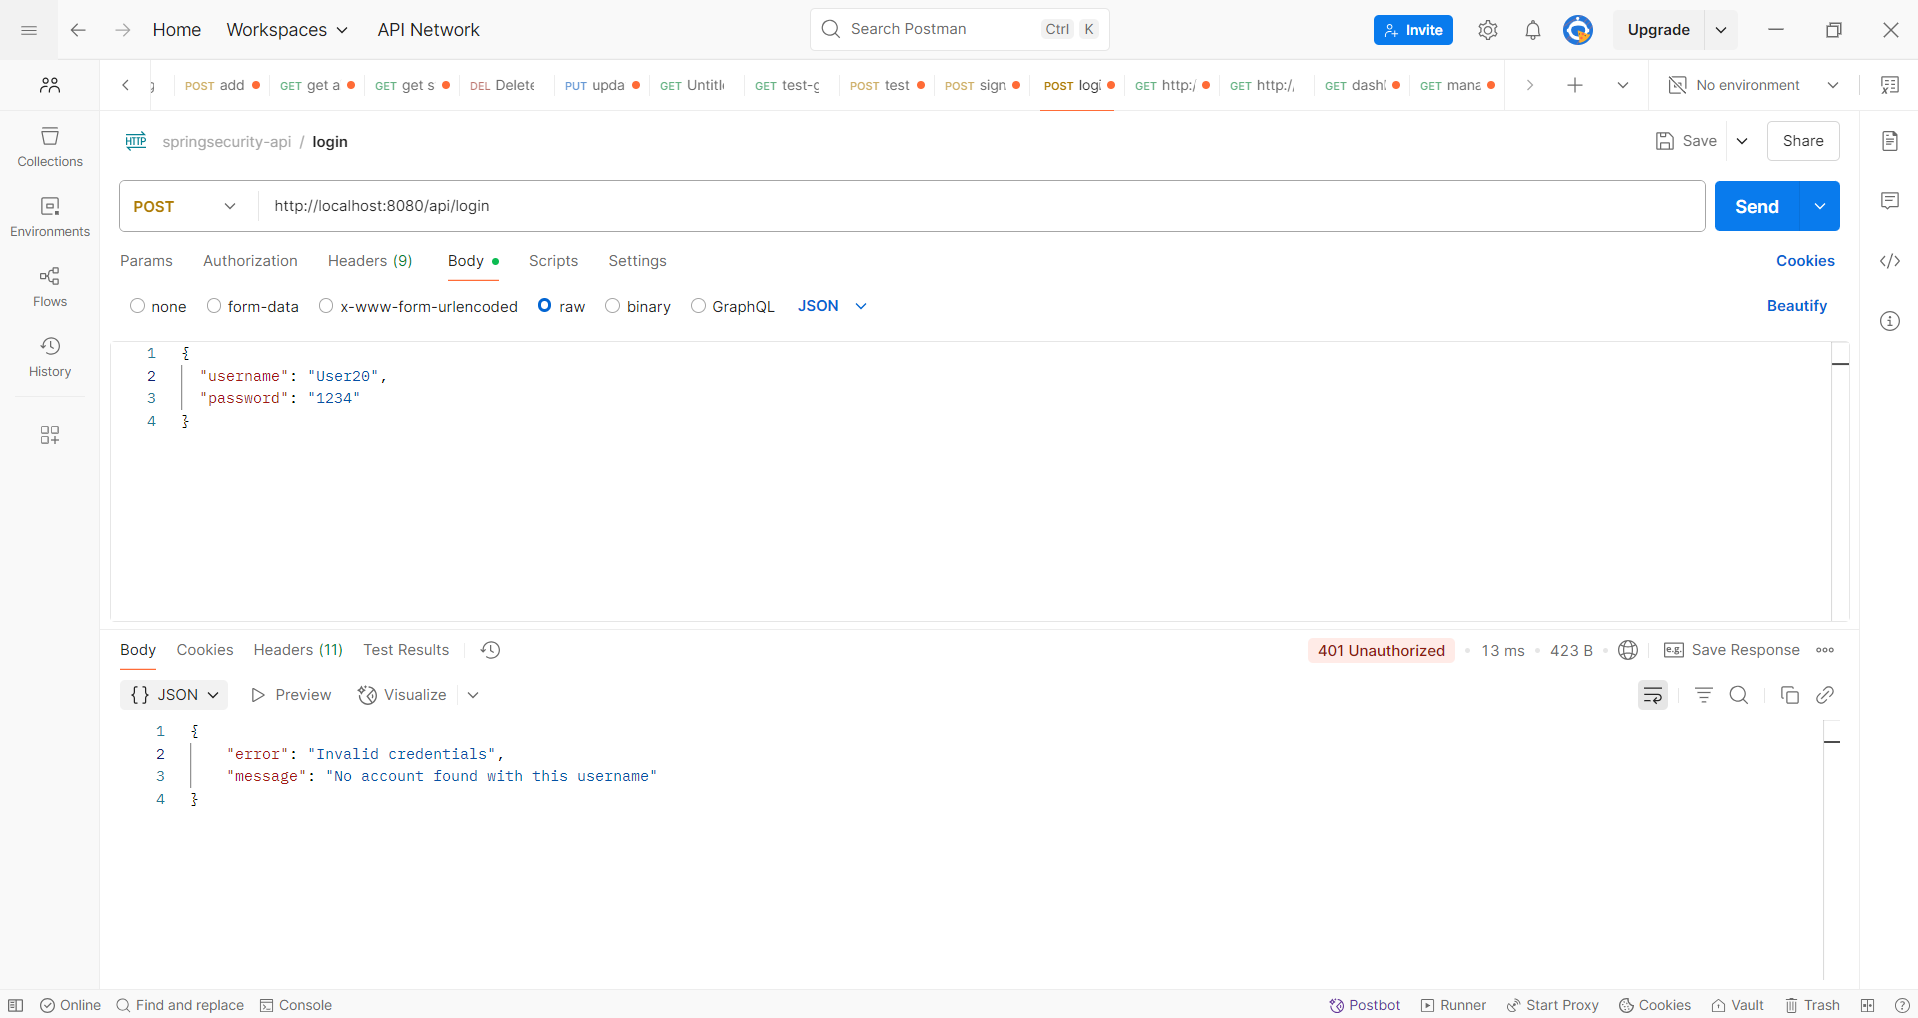 Home Workspaces API Network Search Postman Ctrl K Invite Upgrade
POST add GET get a GET get s DEL Delete PUT upda GET Untitl GET test-g POST test POST sign POST logi GET http:/ GET http:/ GET dash GET mana No environment
HTTP springsecurity-api / login Save Share
POST http://localhost:8080/api/login Send
Collections
Environments
Flows
History
Params Authorization Headers (9) Body Scripts Settings Cookies
none form-data x-www-form-urlencoded raw binary GraphQL JSON Beautify
1 {
2 "username": "User20",
3 "password": "1234"
4 }
Body Cookies Headers (11) Test Results 401 Unauthorized • 13 ms • 423 B • e.g. Save Response
{} JSON Preview Visualize
1 {
2 "error": "Invalid credentials",
3 "message": "No account found with this username"
4 }
Online Find and replace Console Postbot Runner Start Proxy Cookies Vault Trash